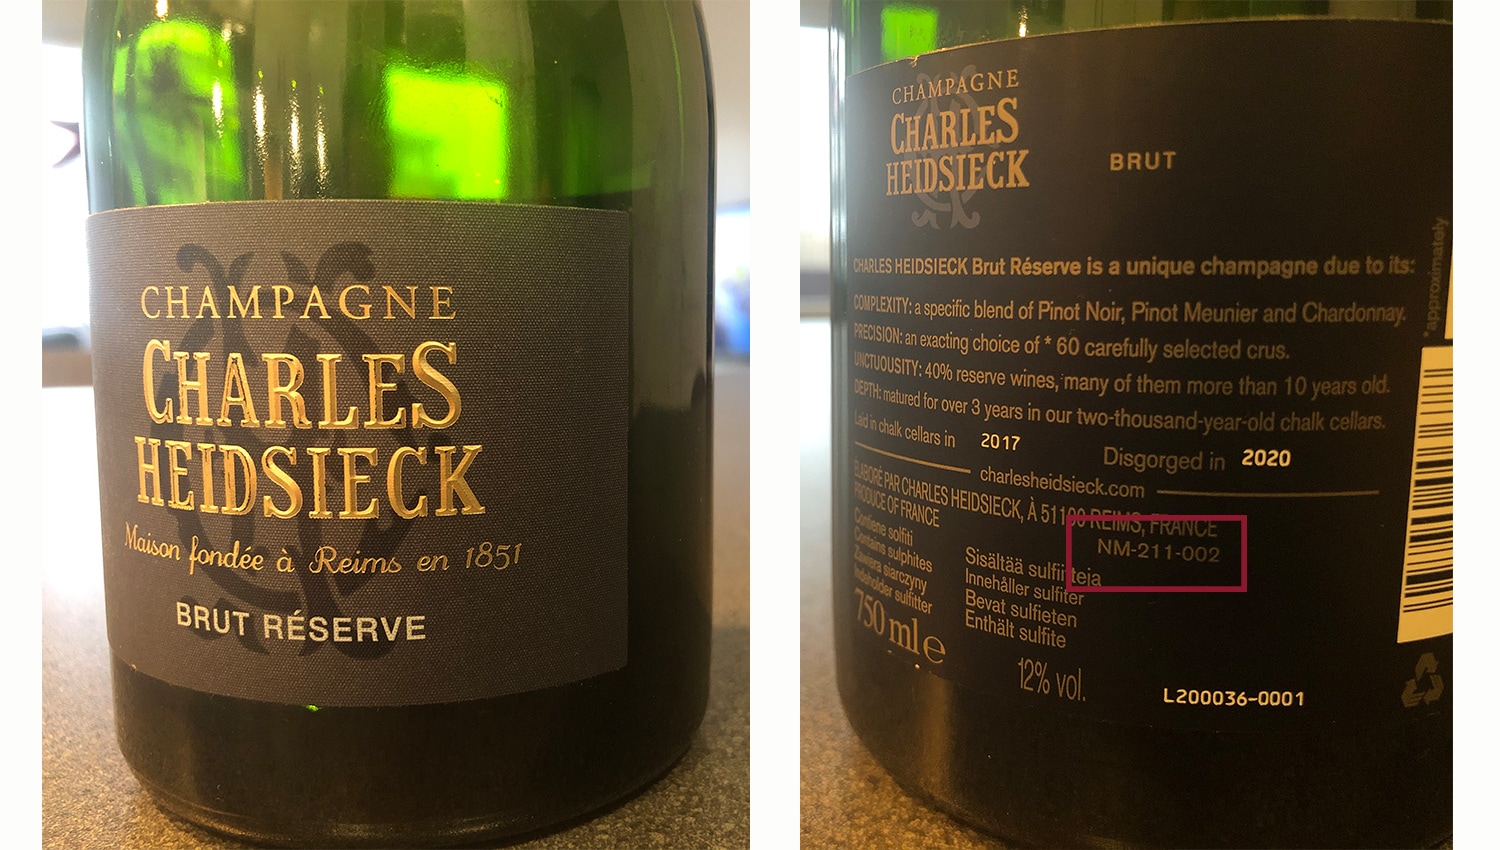 CHAMPAGNE
CHARLES
HEIDSIECK
Maison fondée à Reims en 1851
BRUT RÉSERVE
CHAMPAGNE
CHARLES
HEIDSIECK
BRUT
CHARLES HEIDSIECK Brut Réserve is a unique champagne due to its:
COMPLEXITY: a specific blend of Pinot Noir, Pinot Meunier and Chardonnay.
PRECISION: an exacting choice of * 60 carefully selected crus.
UNCTUOUSITY: 40% reserve wines, many of them more than 10 years old.
DEPTH: matured for over 3 years in our two-thousand-year-old chalk cellars.
Laid in chalk cellars in 2017 Disgorged in 2020
charlesheidsieck.com
ÉLABORÉ PAR CHARLES HEIDSIECK, À 51100 REIMS, FRANCE
PRODUCE OF FRANCE
NM-211-002
Contiene solfiti
Contains sulphites
Zawiera siarczyny
Indeholder sulfitter
Sisältää sulfiitteja
Innehåller sulfiter
Bevat sulfieten
Enthält sulfite
750 ml e
12% vol.
L200036-0001
*approximately